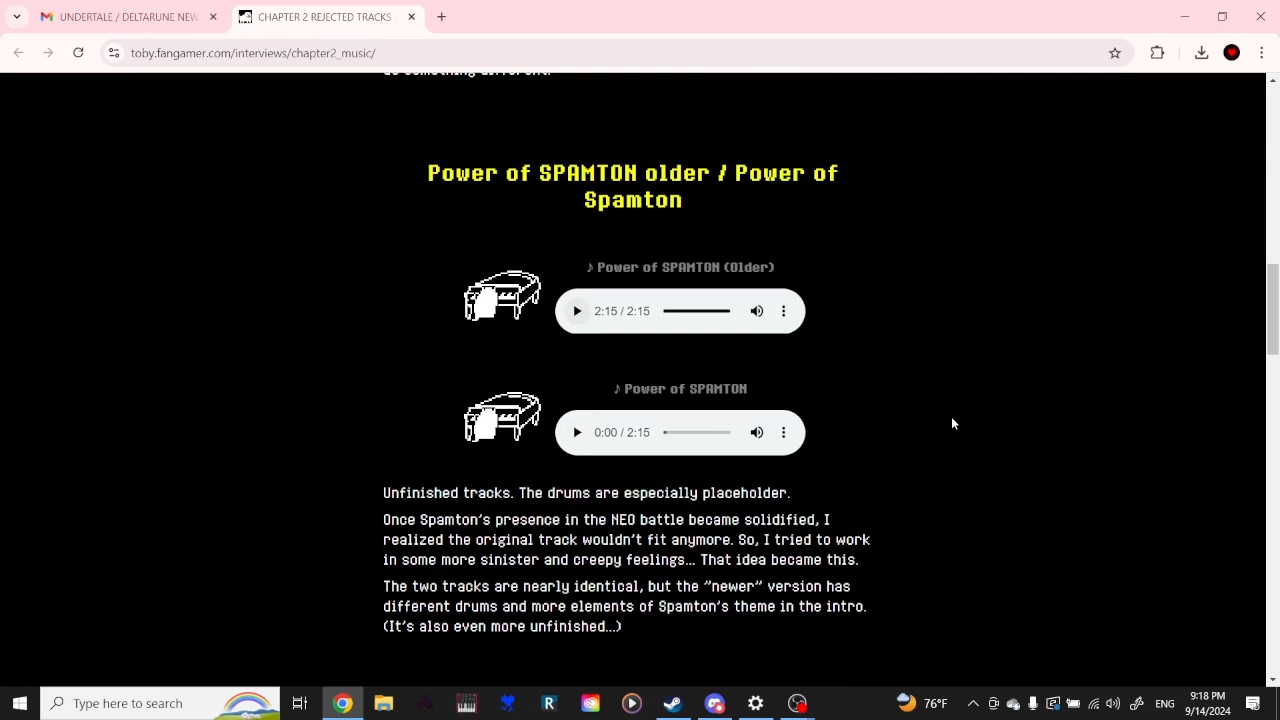 UNDERTALE / DELTARUNE NEW
CHAPTER 2 REJECTED TRACKS
toby.fangamer.com/interviews/chapter2_music/
do something different.
Power of SPAMTON older / Power of
Spamton
♪ Power of SPAMTON (Older)
2:15 / 2:15
♪ Power of SPAMTON
0:00 / 2:15
Unfinished tracks. The drums are especially placeholder.
Once Spamton's presence in the NEO battle became solidified, I
realized the original track wouldn't fit anymore. So, I tried to work
in some more sinister and creepy feelings... That idea became this.
The two tracks are nearly identical, but the "newer" version has
different drums and more elements of Spamton's theme in the intro.
(It's also even more unfinished...)
Type here to search
R
76°F
ENG
9:18 PM
9/14/2024